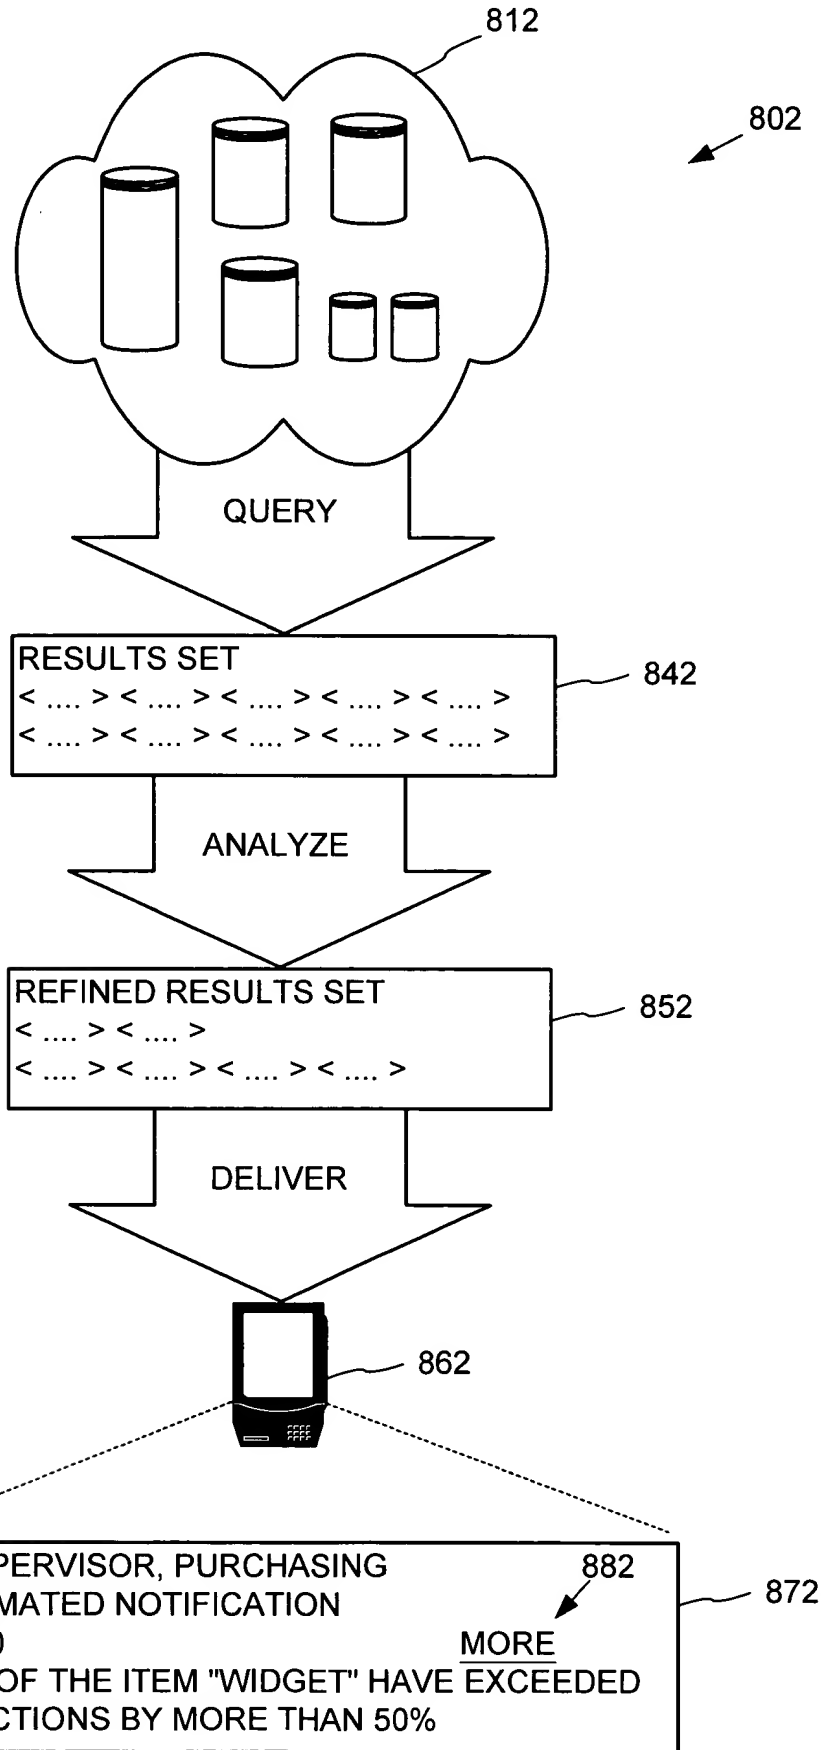 812
802
QUERY
RESULTS SET
< .... > < .... > < .... > < .... > < .... >
< .... > < .... > < .... > < .... > < .... >
842
ANALYZE
REFINED RESULTS SET
< .... > < .... >
< .... > < .... > < .... > < .... >
852
DELIVER
862
PERVISOR, PURCHASING
882
MATED NOTIFICATION
872
MORE
OF THE ITEM "WIDGET" HAVE EXCEEDED
CTIONS BY MORE THAN 50%